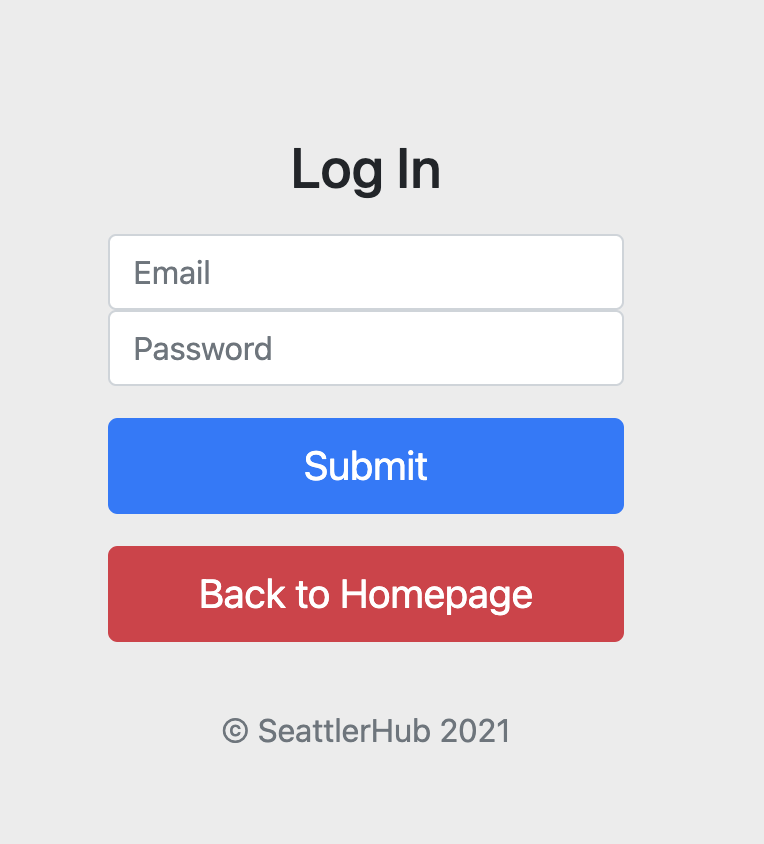 Log In
Email
Password
Submit
Back to Homepage
© SeattlerHub 2021